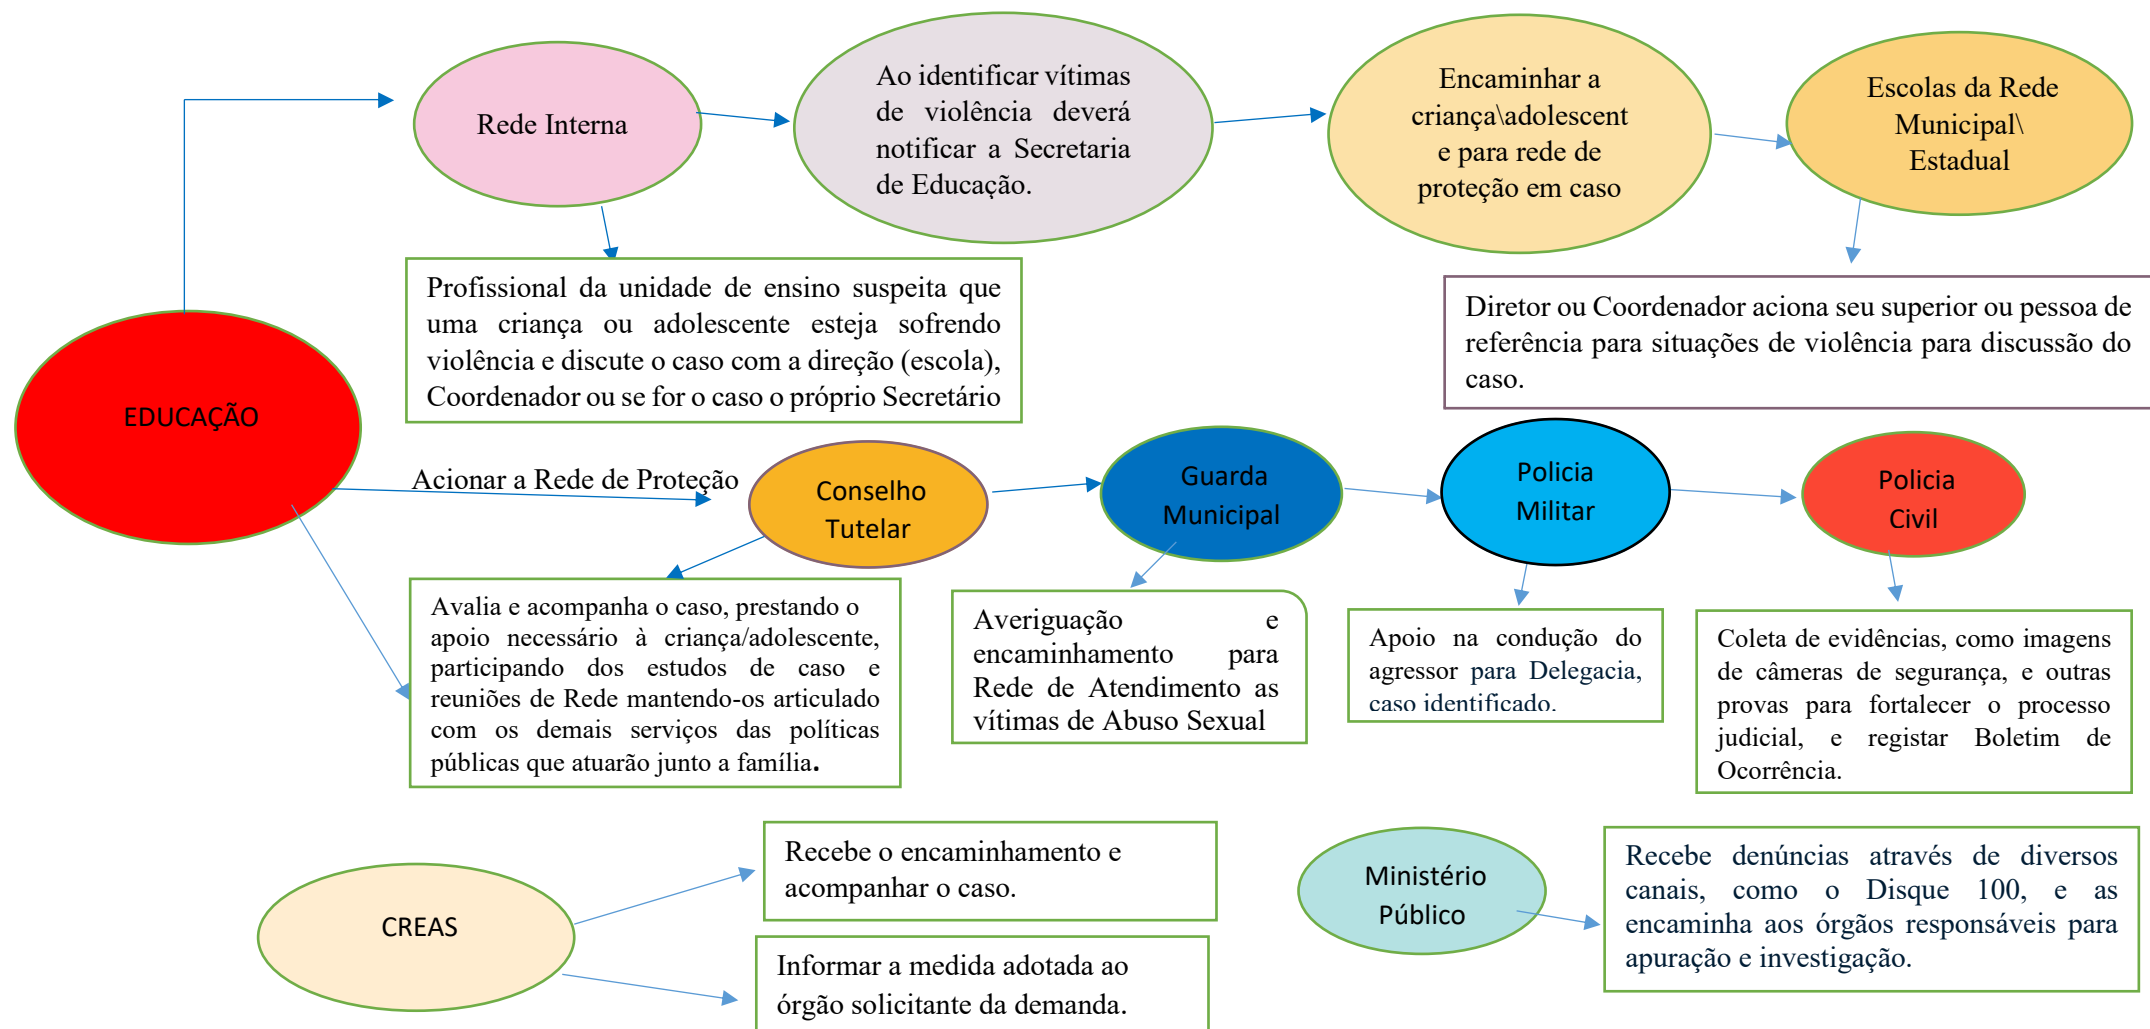 Rede Interna
Ao identificar vítimas
de violência deverá
notificar a Secretaria
de Educação.
Encaminhar a
criança\adolescent
e para rede de
proteção em caso
Escolas da Rede
Municipal\
Estadual
Profissional da unidade de ensino suspeita que
uma criança ou adolescente esteja sofrendo
violência e discute o caso com a direção (escola),
Coordenador ou se for o caso o próprio Secretário
Diretor ou Coordenador aciona seu superior ou pessoa de
referência para situações de violência para discussão do
caso.
EDUCAÇÃO
Acionar a Rede de Proteção
Conselho
Tutelar
Guarda
Municipal
Policia
Militar
Policia
Civil
Avalia e acompanha o caso, prestando o
apoio necessário à criança/adolescente,
participando dos estudos de caso e
reuniões de Rede mantendo-os articulado
com os demais serviços das políticas
públicas que atuarão junto a família.
Averiguação e
encaminhamento para
Rede de Atendimento as
vítimas de Abuso Sexual
Apoio na condução do
agressor para Delegacia,
caso identificado.
Coleta de evidências, como imagens
de câmeras de segurança, e outras
provas para fortalecer o processo
judicial, e registar Boletim de
Ocorrência.
CREAS
Recebe o encaminhamento e
acompanhar o caso.
Informar a medida adotada ao
órgão solicitante da demanda.
Ministério
Público
Recebe denúncias através de diversos
canais, como o Disque 100, e as
encaminha aos órgãos responsáveis para
apuração e investigação.